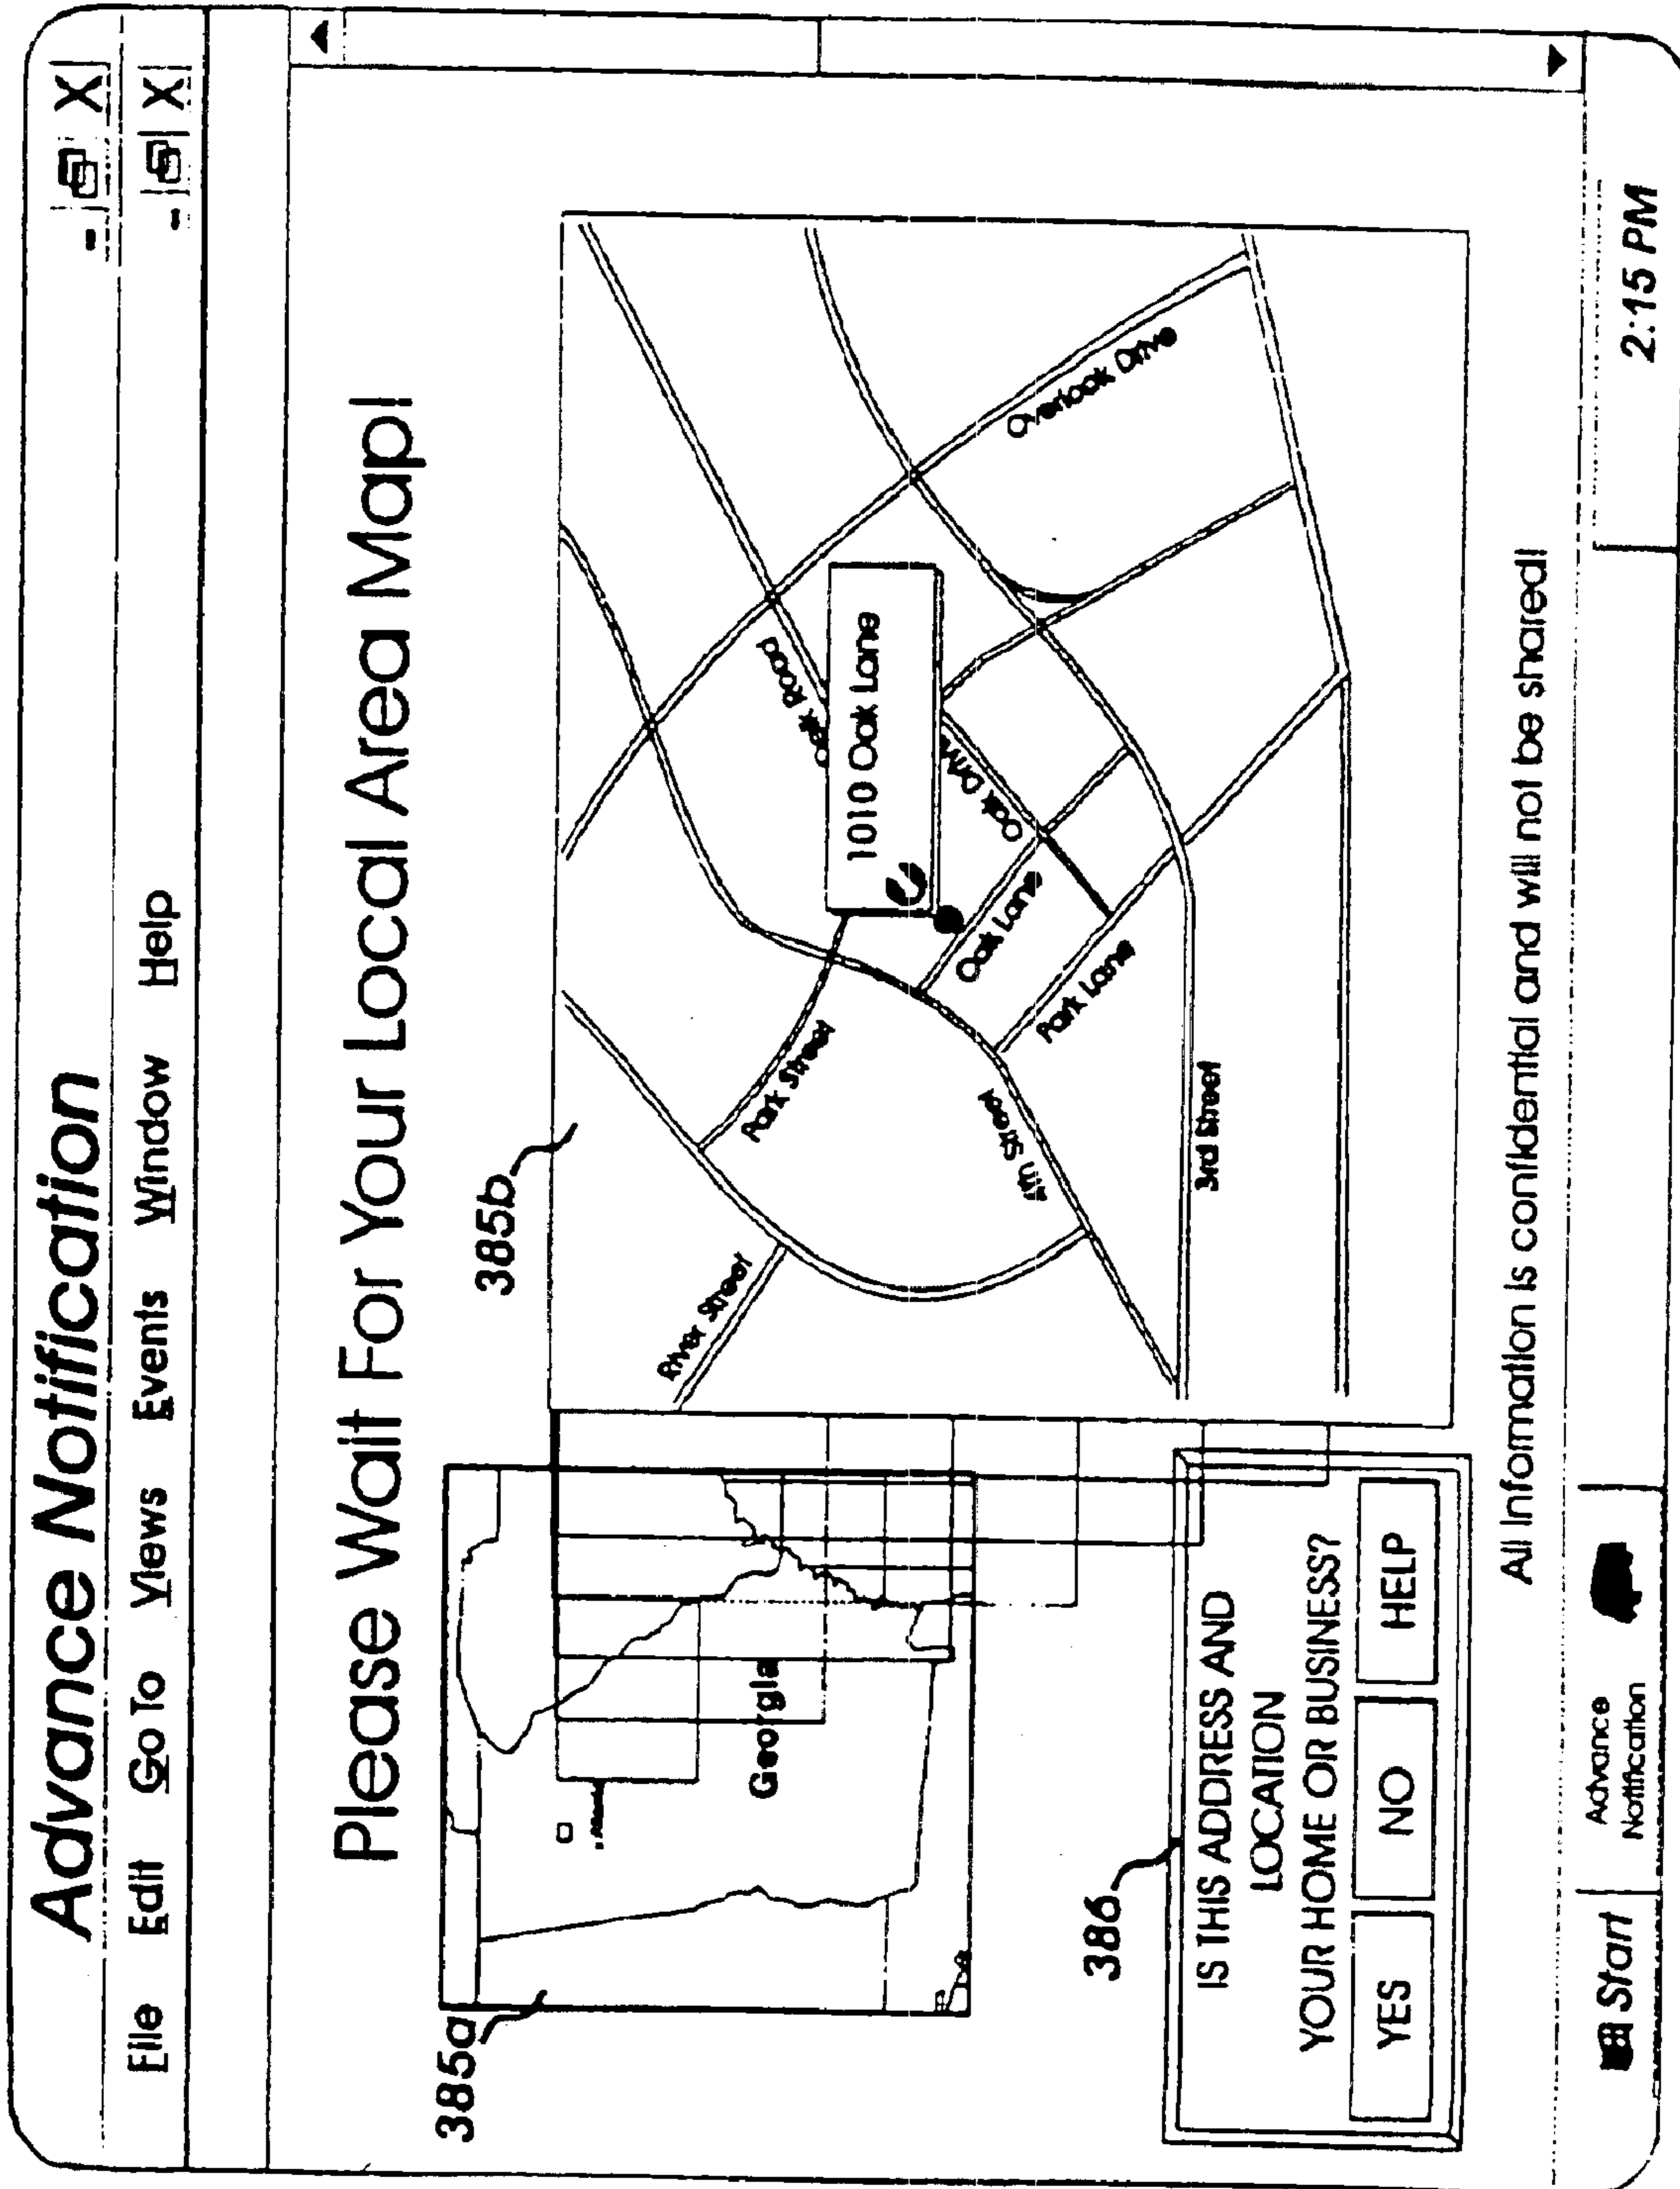 Advance Notification
File Edit Go To Views Events Window Help
Please Wait For Your Local Area Map!
385a
Georgia
385b
River Street
Park Street
Oak Road
1010 Oak Lane
Oak Drive
Oak Lane
Park Lane
Overlook Drive
Street
3rd Street
386
IS THIS ADDRESS AND
LOCATION
YOUR HOME OR BUSINESS?
YES NO HELP
All Information is confidential and will not be shared!
Start
Advance
Notification
2:15 PM